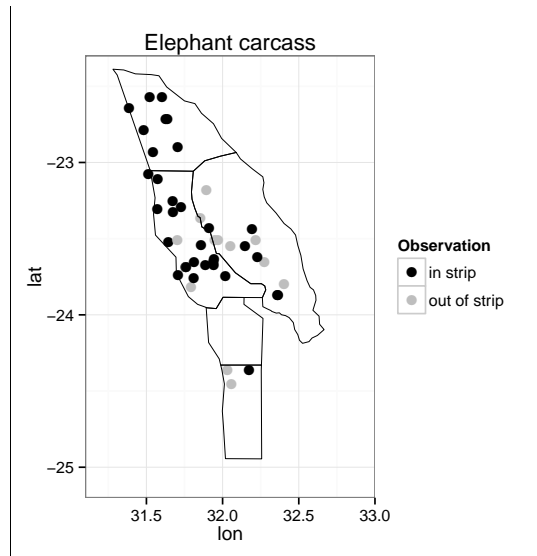 Elephant carcass
−23
−24
−25
lat
31.5 32.0 32.5 33.0
lon
Observation
in strip
out of strip